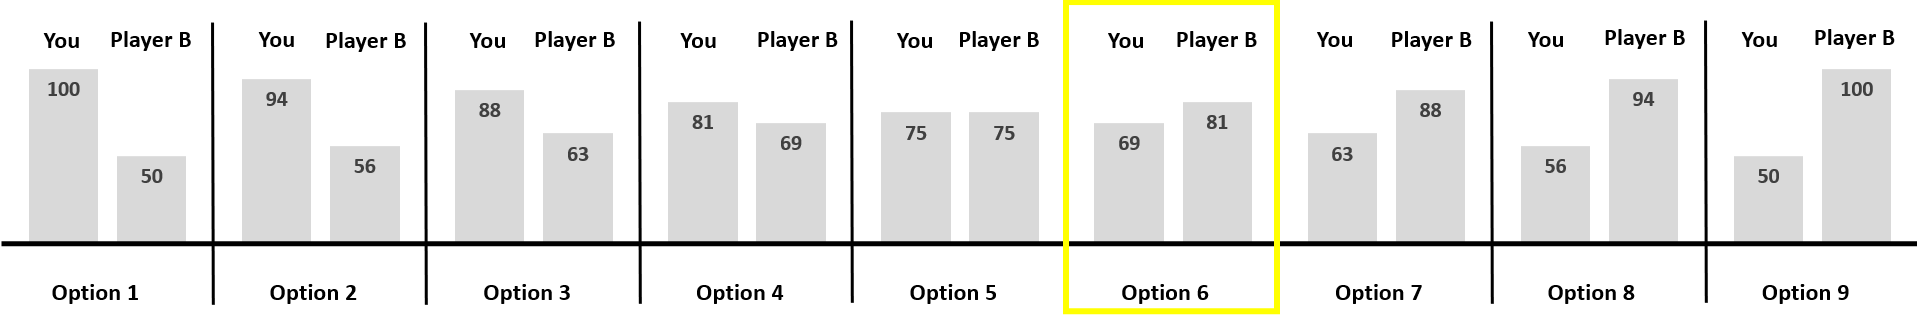 You Player B
100 50
Option 1
You Player B
94 56
Option 2
You Player B
88 63
Option 3
You Player B
81 69
Option 4
You Player B
75 75
Option 5
You Player B
69 81
Option 6
You Player B
63 88
Option 7
You Player B
56 94
Option 8
You Player B
50 100
Option 9